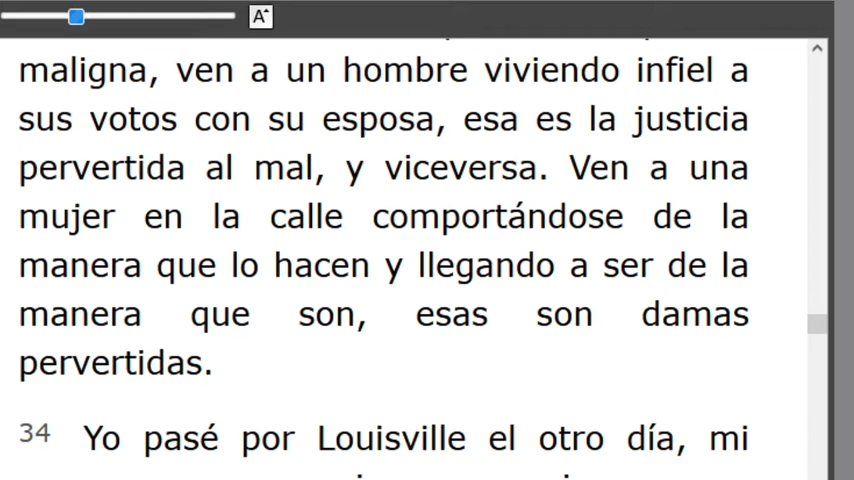 A
maligna, ven a un hombre viviendo infiel a
sus votos con su esposa, esa es la justicia
pervertida al mal, y viceversa. Ven a una
mujer en la calle comportándose de la
manera que lo hacen y llegando a ser de la
manera que son, esas son damas
pervertidas.
34 Yo pasé por Louisville el otro día, mi